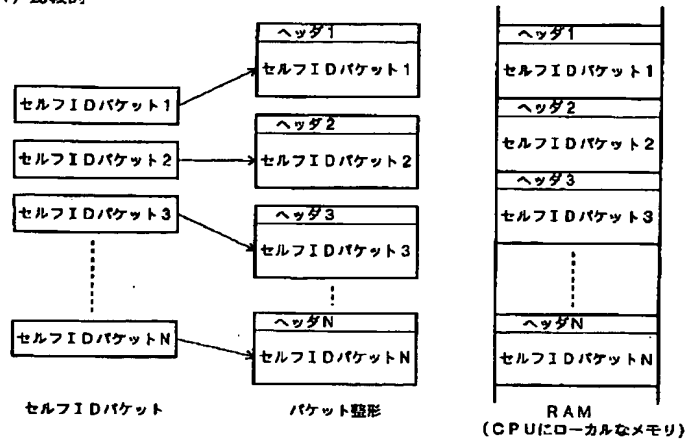 セルフIDパケット1
セルフIDパケット2
セルフIDパケット3
セルフIDパケットN
セルフIDパケット
ヘッダ1
セルフIDパケット1
ヘッダ2
セルフIDパケット2
ヘッダ3
セルフIDパケット3
ヘッダN
セルフIDパケットN
パケット整形
ヘッダ1
セルフIDパケット1
ヘッダ2
セルフIDパケット2
ヘッダ3
セルフIDパケット3
ヘッダN
セルフIDパケットN
RAM
(CPUにローカルなメモリ)